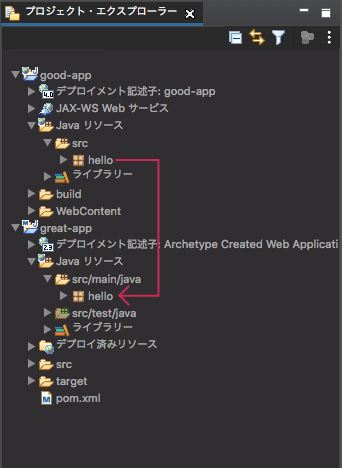 プロジェクト・エクスプローラー
good-app
デプロイメント記述子: good-app
JAX-WS Web サービス
Java リソース
src
hello
ライブラリー
build
WebContent
great-app
デプロイメント記述子: Archetype Created Web Applicati
Java リソース
src/main/java
hello
src/test/java
ライブラリー
デプロイ済みリソース
src
target
pom.xml